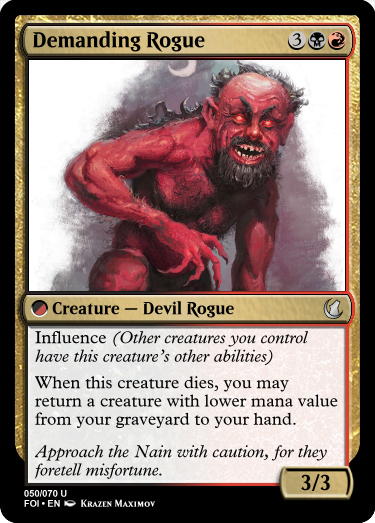 Demanding Rogue 3
Creature — Devil Rogue
Influence (Other creatures you control
have this creature's other abilities)
When this creature dies, you may
return a creature with lower mana value
from your graveyard to your hand.
Approach the Nain with caution, for they
foretell misfortune.
3/3
050/070 U
FOI • EN Krazen Maximov